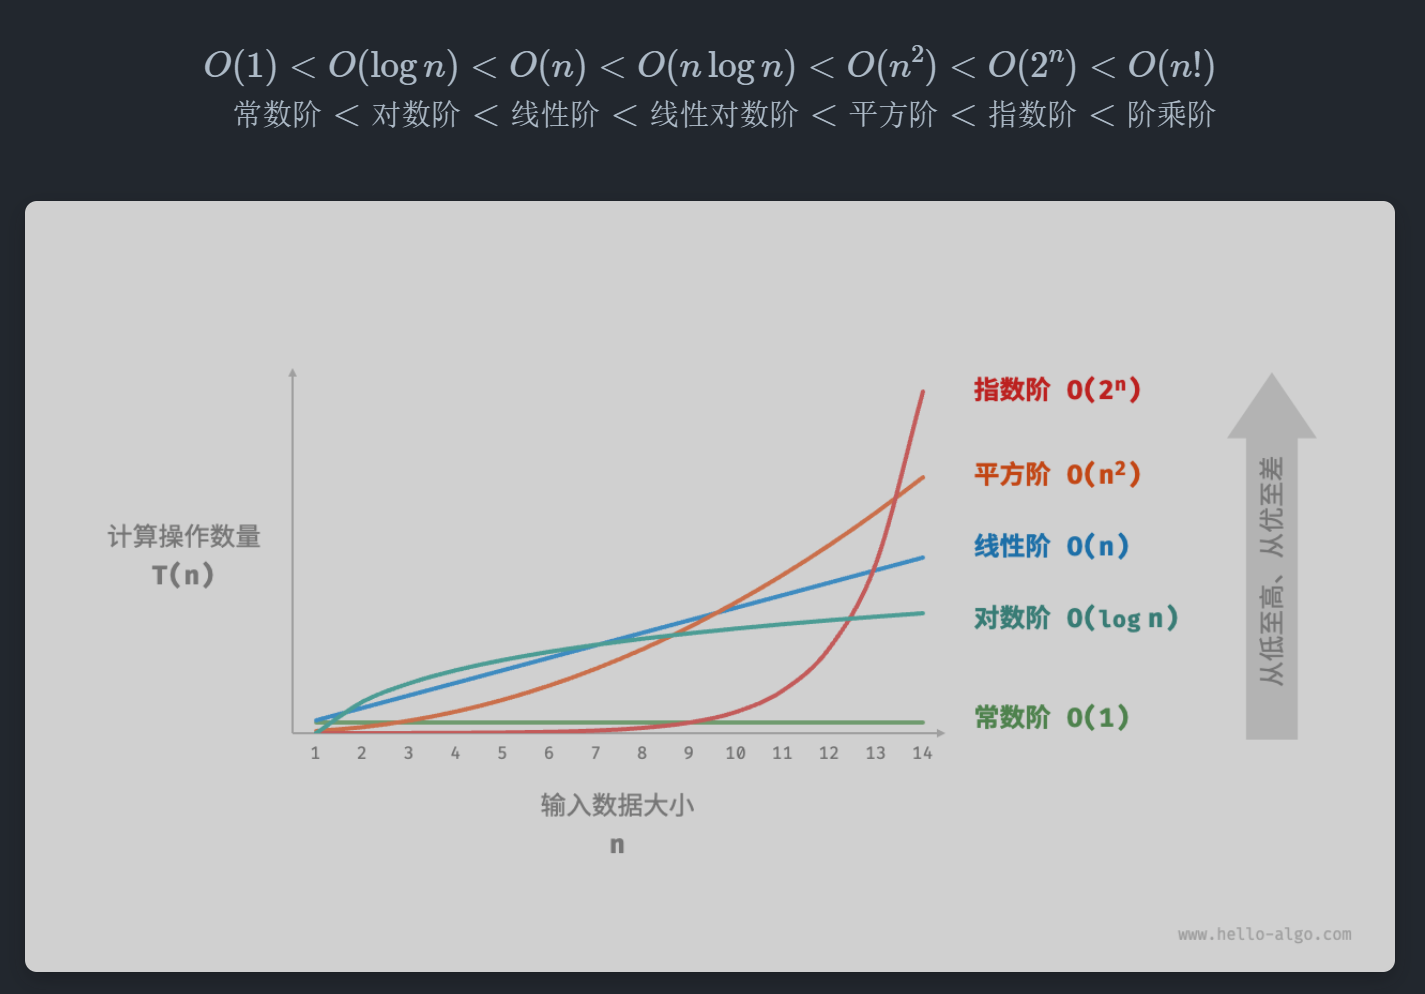 O(1) < O(log n) < O(n) < O(n log n) < O(n²) < O(2ⁿ) < O(n!)
常数阶 < 对数阶 < 线性阶 < 线性对数阶 < 平方阶 < 指数阶 < 阶乘阶
指数阶 O(2ⁿ)
平方阶 O(n²)
线性阶 O(n)
对数阶 O(log n)
常数阶 O(1)
从低至高、从优至差
计算操作数量
T(n)
1 2 3 4 5 6 7 8 9 10 11 12 13 14
输入数据大小
n
www.hello-algo.com